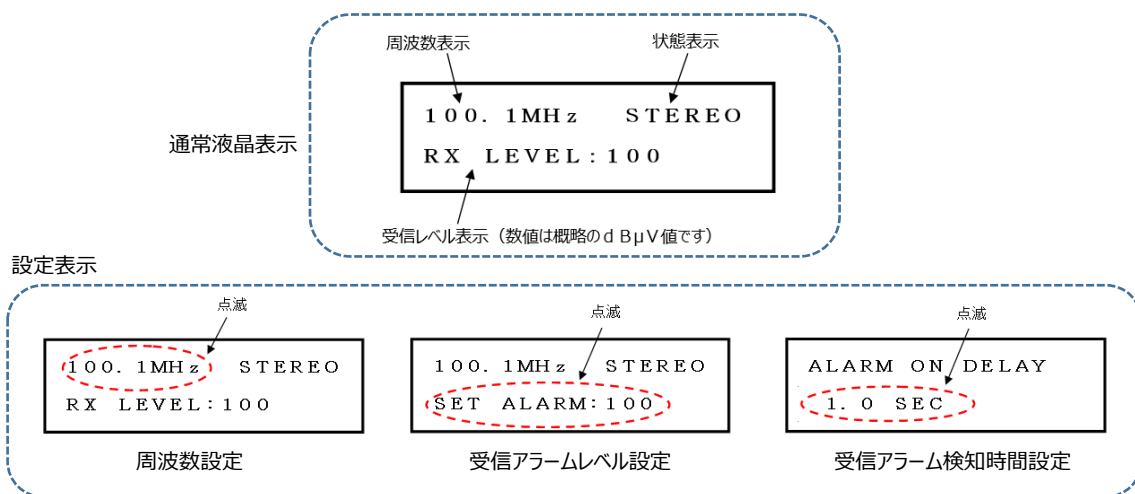 周波数表示
状態表示
100. 1MHz STEREO
通常液晶表示
RX LEVEL:100
受信レベル表示（数値は概略のｄＢμＶ値です）
設定表示
点滅
点滅
点滅
100. 1MHz STEREO
RX LEVEL:100
周波数設定
100. 1MHz STEREO
SET ALARM:100
受信アラームレベル設定
ALARM ON DELAY
1. 0 SEC
受信アラーム検知時間設定